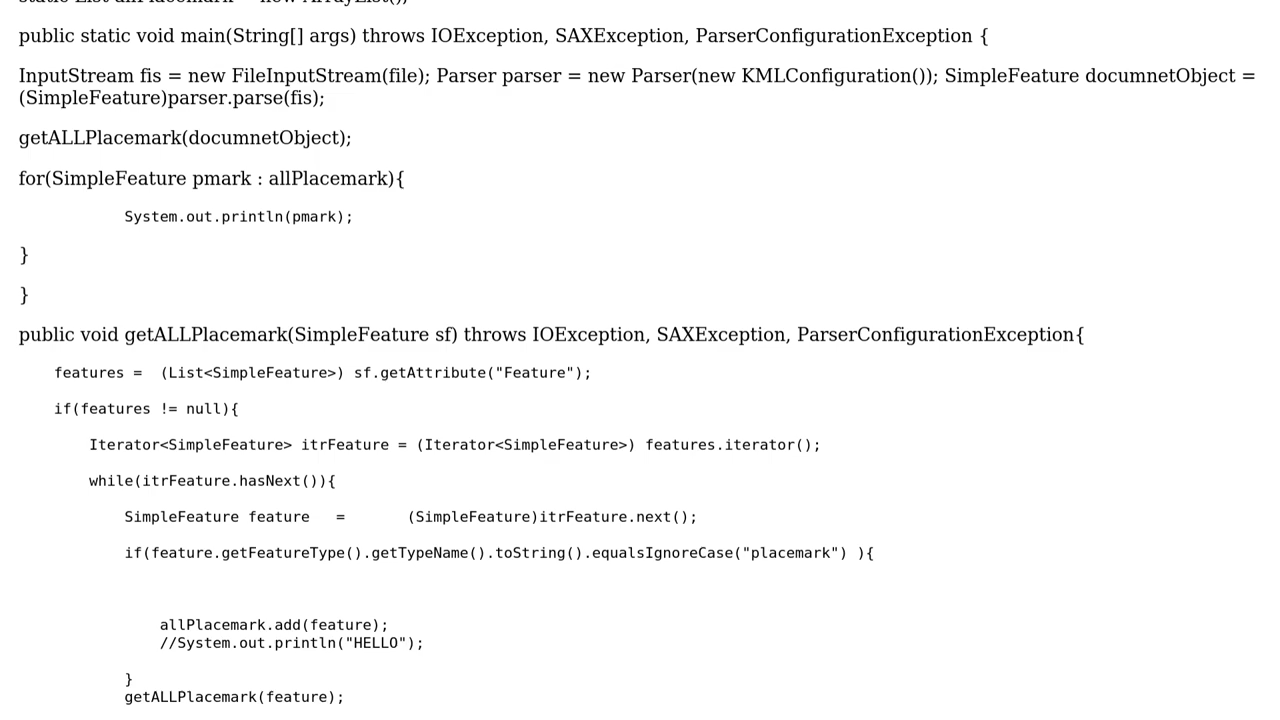 public static void main(String[] args) throws IOException, SAXException, ParserConfigurationException {
InputStream fis = new FileInputStream(file); Parser parser = new Parser(new KMLConfiguration()); SimpleFeature documnetObject =
(SimpleFeature)parser.parse(fis);
getALLPlacemark(documnetObject);
for(SimpleFeature pmark : allPlacemark){
System.out.println(pmark);
}
}
public void getALLPlacemark(SimpleFeature sf) throws IOException, SAXException, ParserConfigurationException{
features =  (List<SimpleFeature>) sf.getAttribute("Feature");
if(features != null){
Iterator<SimpleFeature> itrFeature = (Iterator<SimpleFeature>) features.iterator();
while(itrFeature.hasNext()){
SimpleFeature feature   =       (SimpleFeature)itrFeature.next();
if(feature.getFeatureType().getTypeName().toString().equalsIgnoreCase("placemark") ){
allPlacemark.add(feature);
//System.out.println("HELLO");
}
getALLPlacemark(feature);